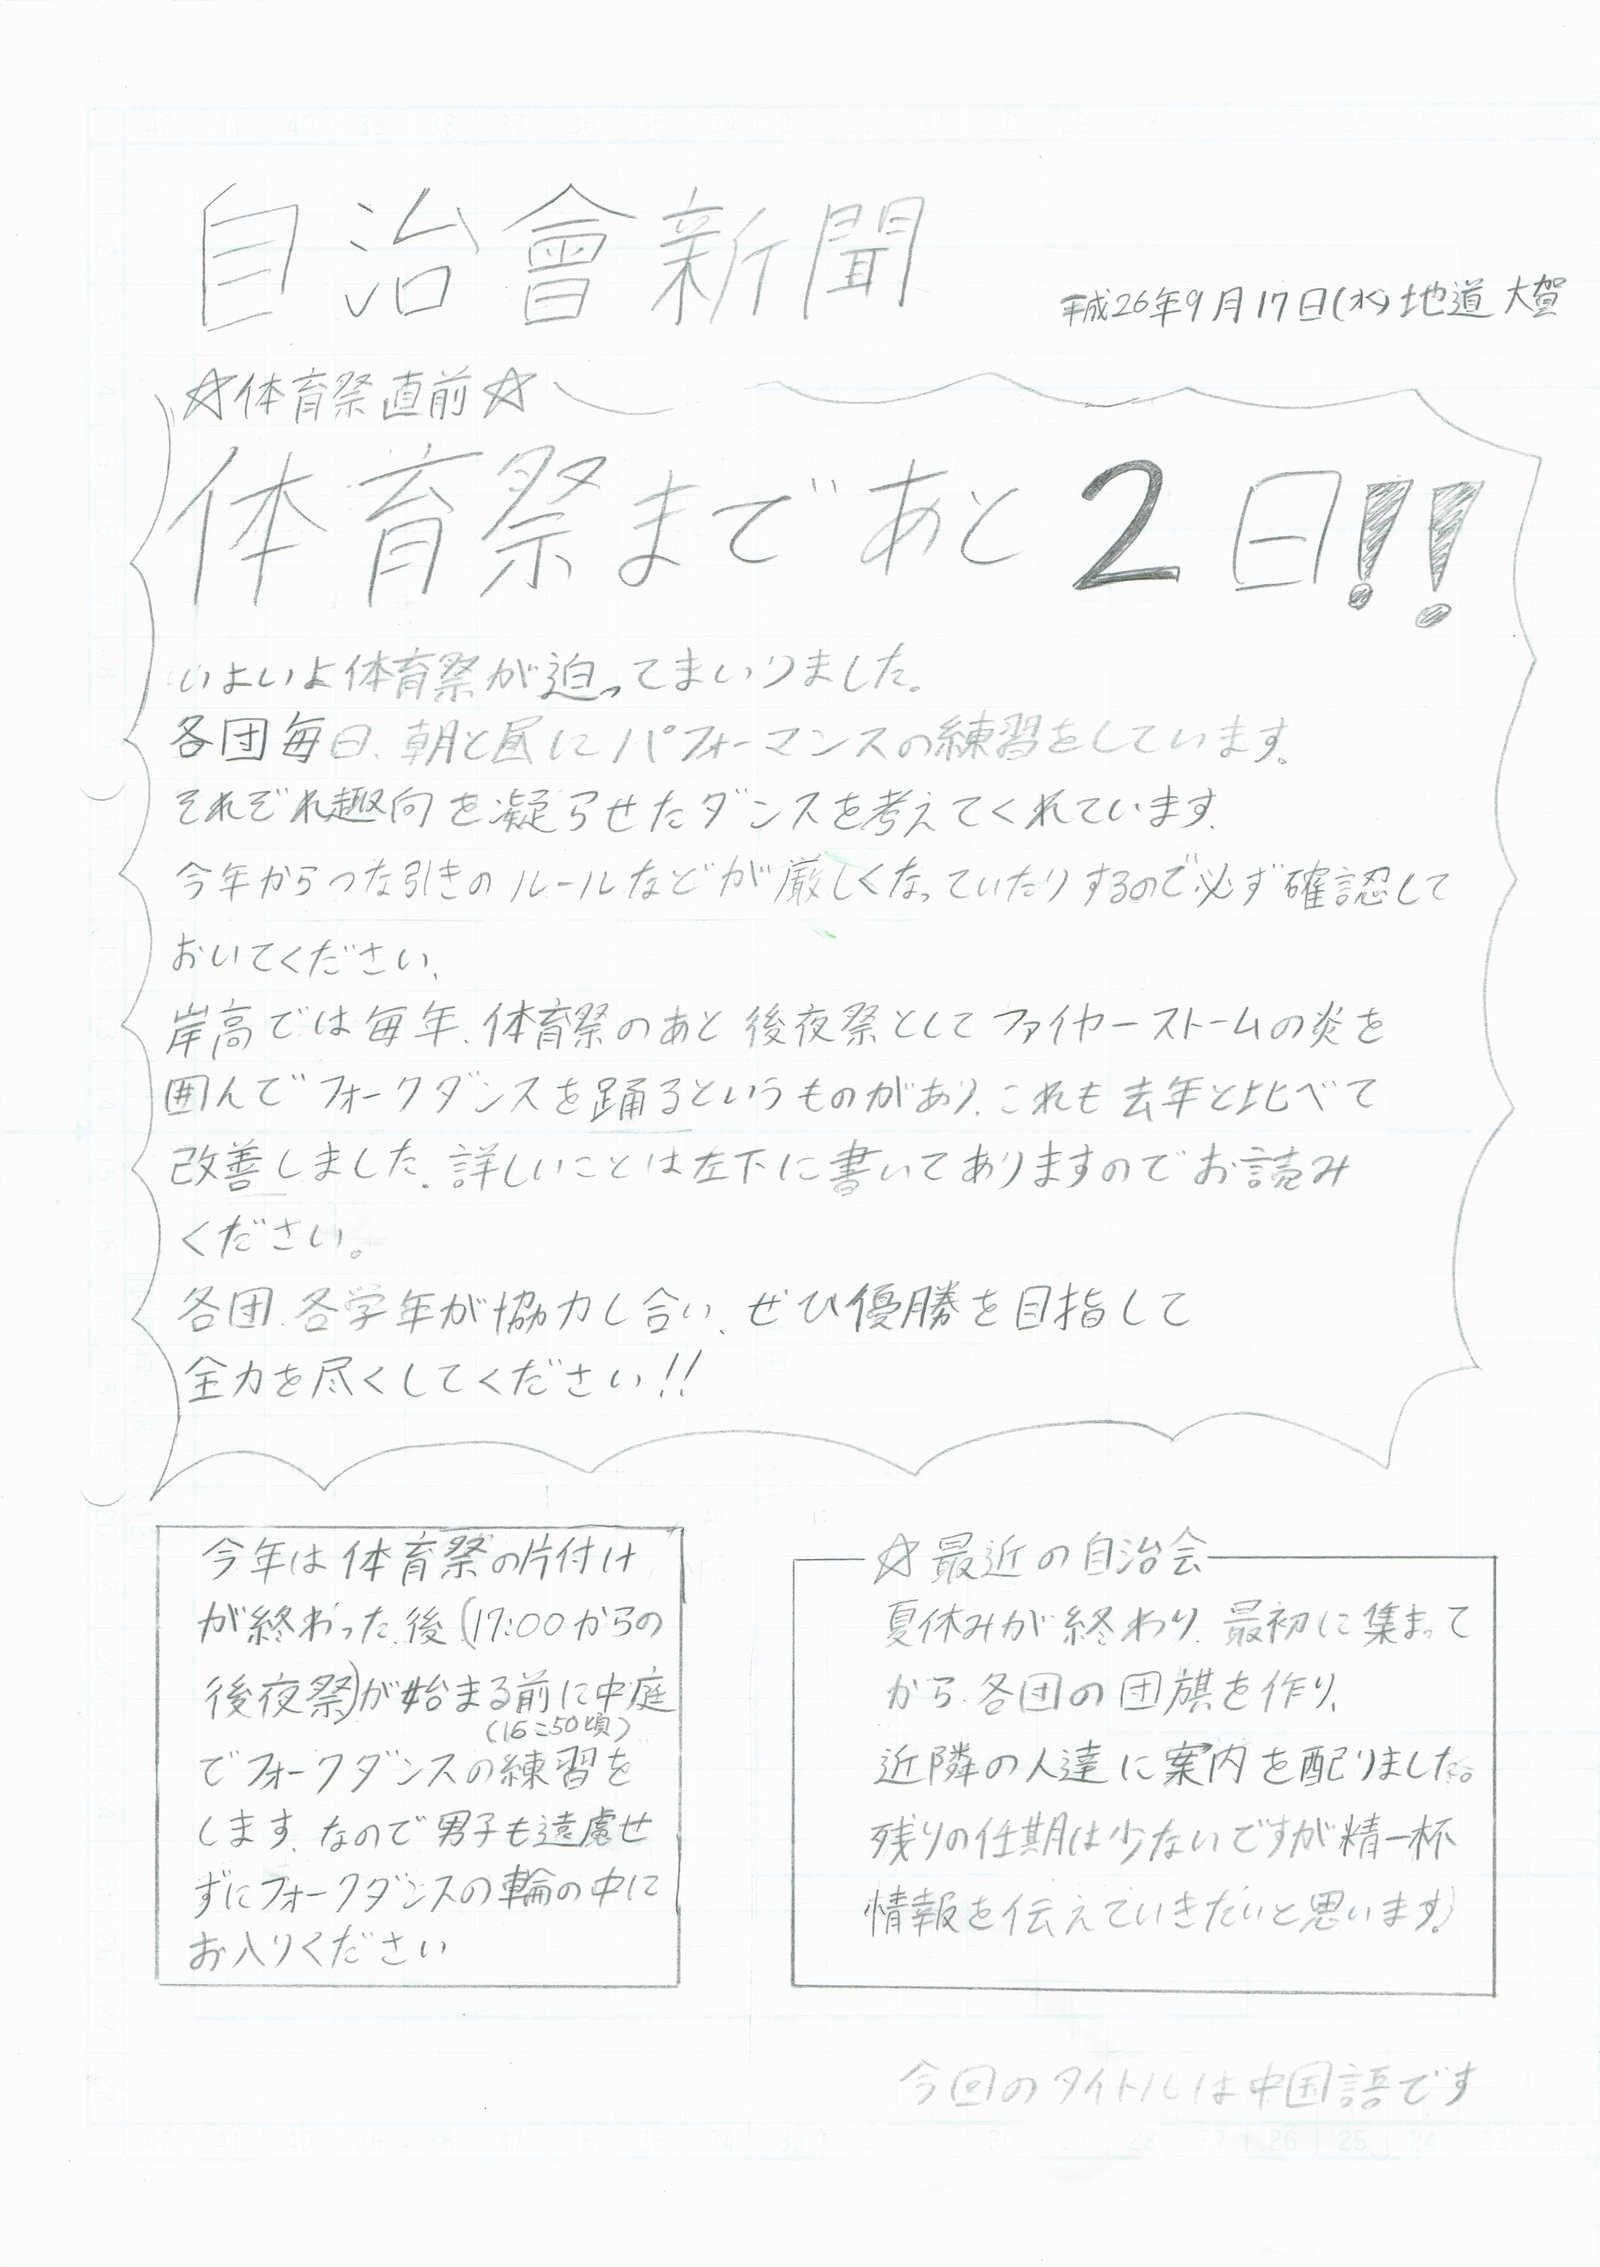 自治會新聞
平成26年9月17日(水) 地道 大賀
☆体育祭直前☆
体育祭まであと2日!!
いよいよ体育祭が迫ってまいりました。
各団毎日、朝と昼にパフォーマンスの練習をしています。
それぞれ趣向を凝らせたダンスを考えてくれています。
今年からつな引きのルールなどが厳しくなっていたりするので必ず確認して
おいてください。
岸高では毎年、体育祭のあと後夜祭としてファイヤーストームの炎を
囲んでフォークダンスを踊るというものがあり、これも去年と比べて
改善しました。詳しいことは左下に書いてありますのでお読み
ください。
各団、各学年が協力し合い、ぜひ優勝を目指して
全力を尽くしてください!!
今年は体育祭の片付け
が終わった後(17:00からの
後夜祭)が始まる前に中庭
(16:50頃)
でフォークダンスの練習を
します。なので男子も遠慮せ
ずにフォークダンスの輪の中に
お入りください
☆最近の自治会
夏休みが終わり、最初に集まって
から、各団の団旗を作り、
近隣の人達に案内を配りました。
残りの任期は少ないですが精一杯
情報を伝えていきたいと思います。
今回のタイトルは中国語です